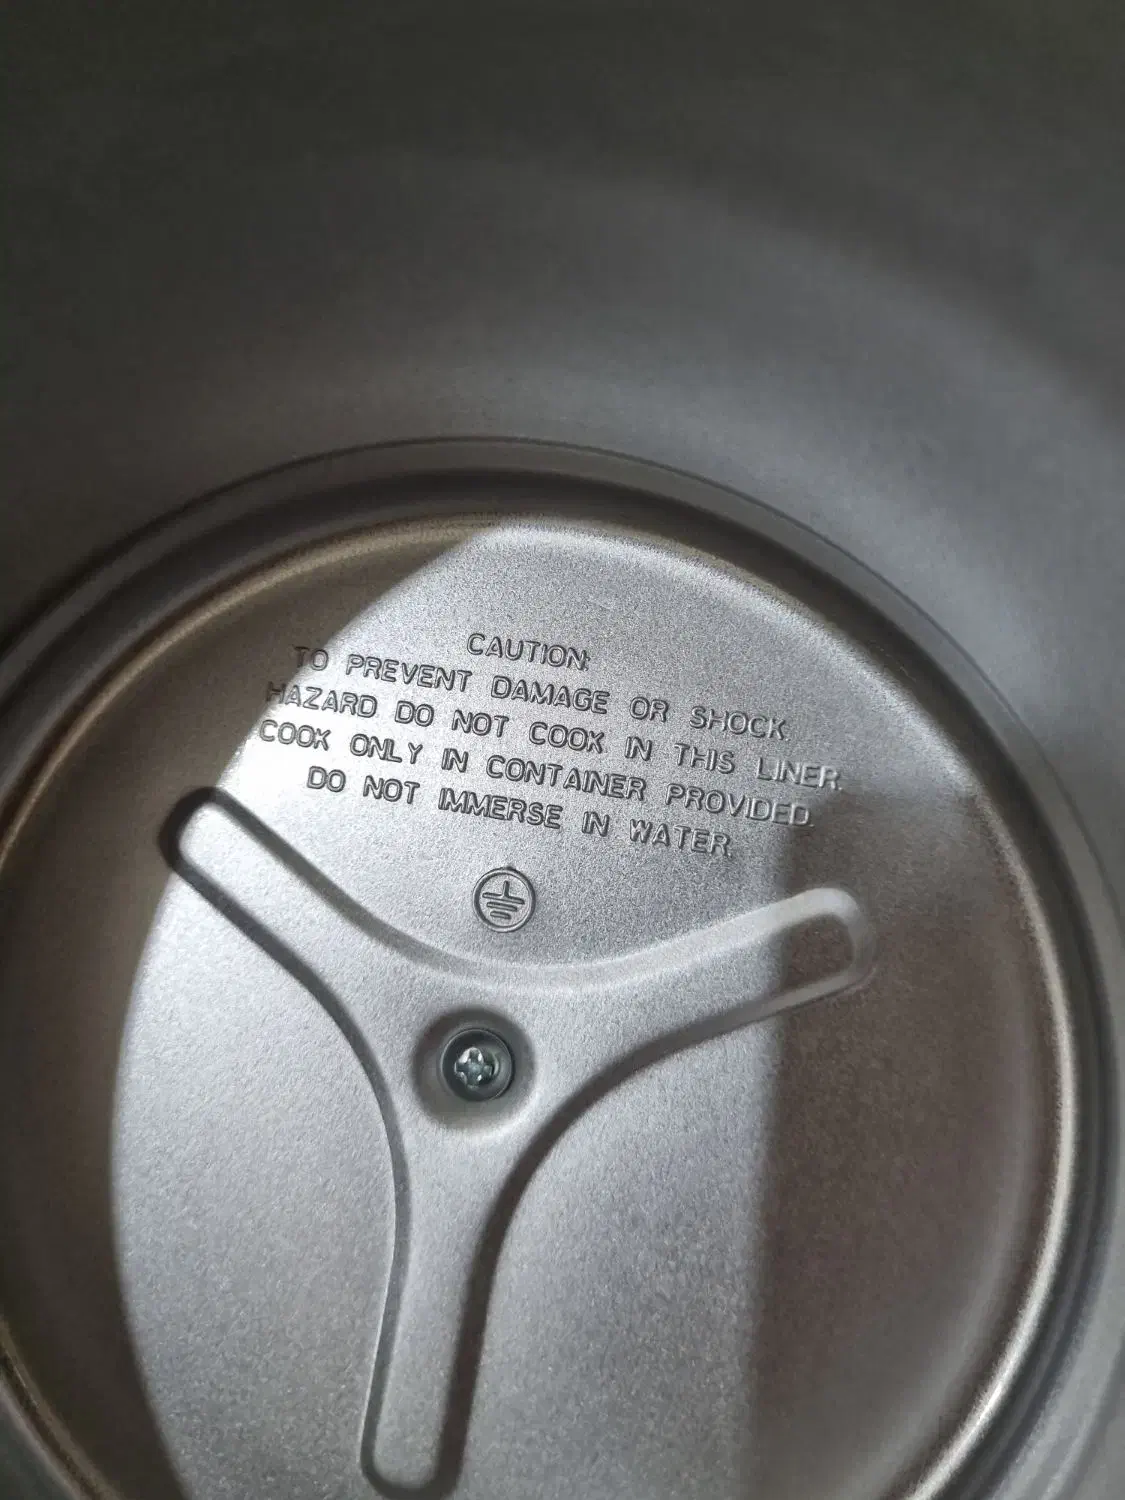 CAUTION:
TO PREVENT DAMAGE OR SHOCK
HAZARD DO NOT COOK IN THIS LINER.
COOK ONLY IN CONTAINER PROVIDED.
DO NOT IMMERSE IN WATER.